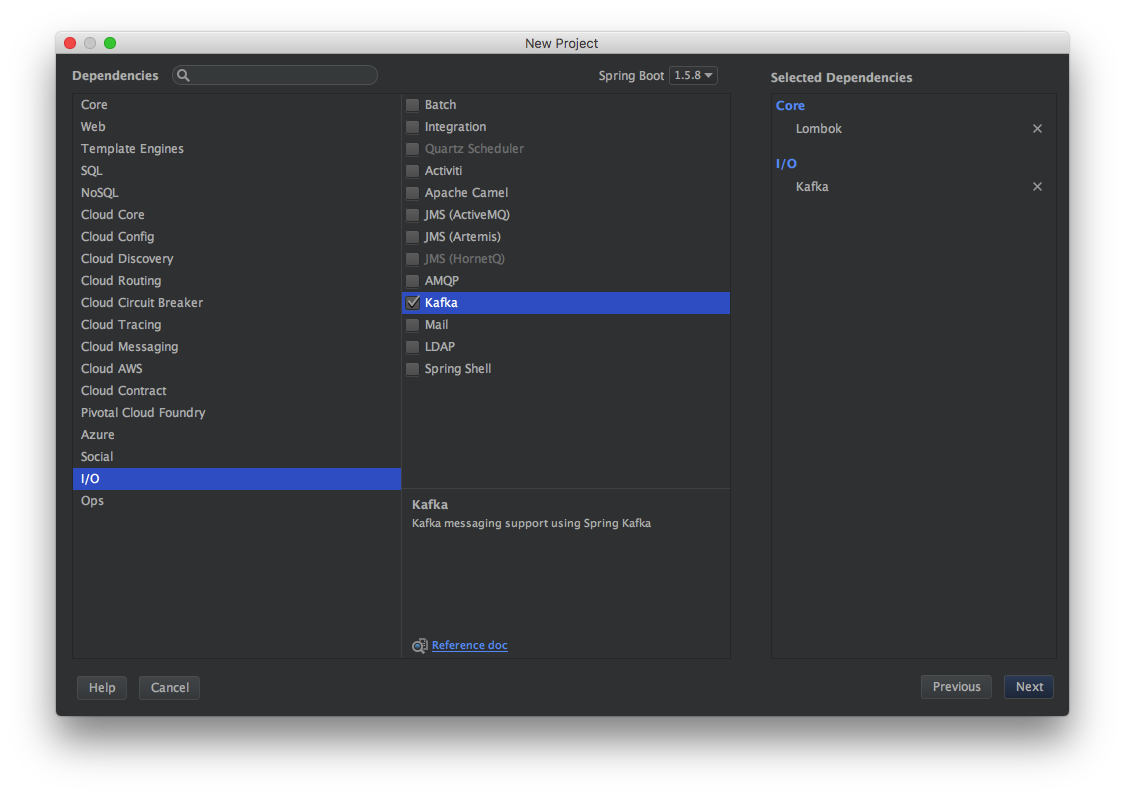 New Project
Dependencies
Spring Boot 1.5.8
Selected Dependencies
Core
Web
Template Engines
SQL
NoSQL
Cloud Core
Cloud Config
Cloud Discovery
Cloud Routing
Cloud Circuit Breaker
Cloud Tracing
Cloud Messaging
Cloud AWS
Cloud Contract
Pivotal Cloud Foundry
Azure
Social
I/O
Ops
Batch
Integration
Quartz Scheduler
Activiti
Apache Camel
JMS (ActiveMQ)
JMS (Artemis)
JMS (HornetQ)
AMQP
Kafka
Mail
LDAP
Spring Shell
Kafka
Kafka messaging support using Spring Kafka
Reference doc
Core
Lombok
I/O
Kafka
Help
Cancel
Previous
Next